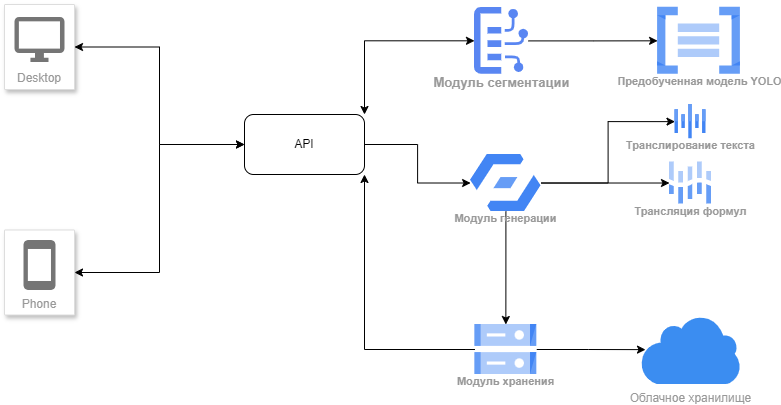 Desktop
Модуль сегментации
Предобученная модель YOLO
API
Транслирование текста
Трансляция формул
Модуль генерации
Phone
Модуль хранения
Облачное хранилище